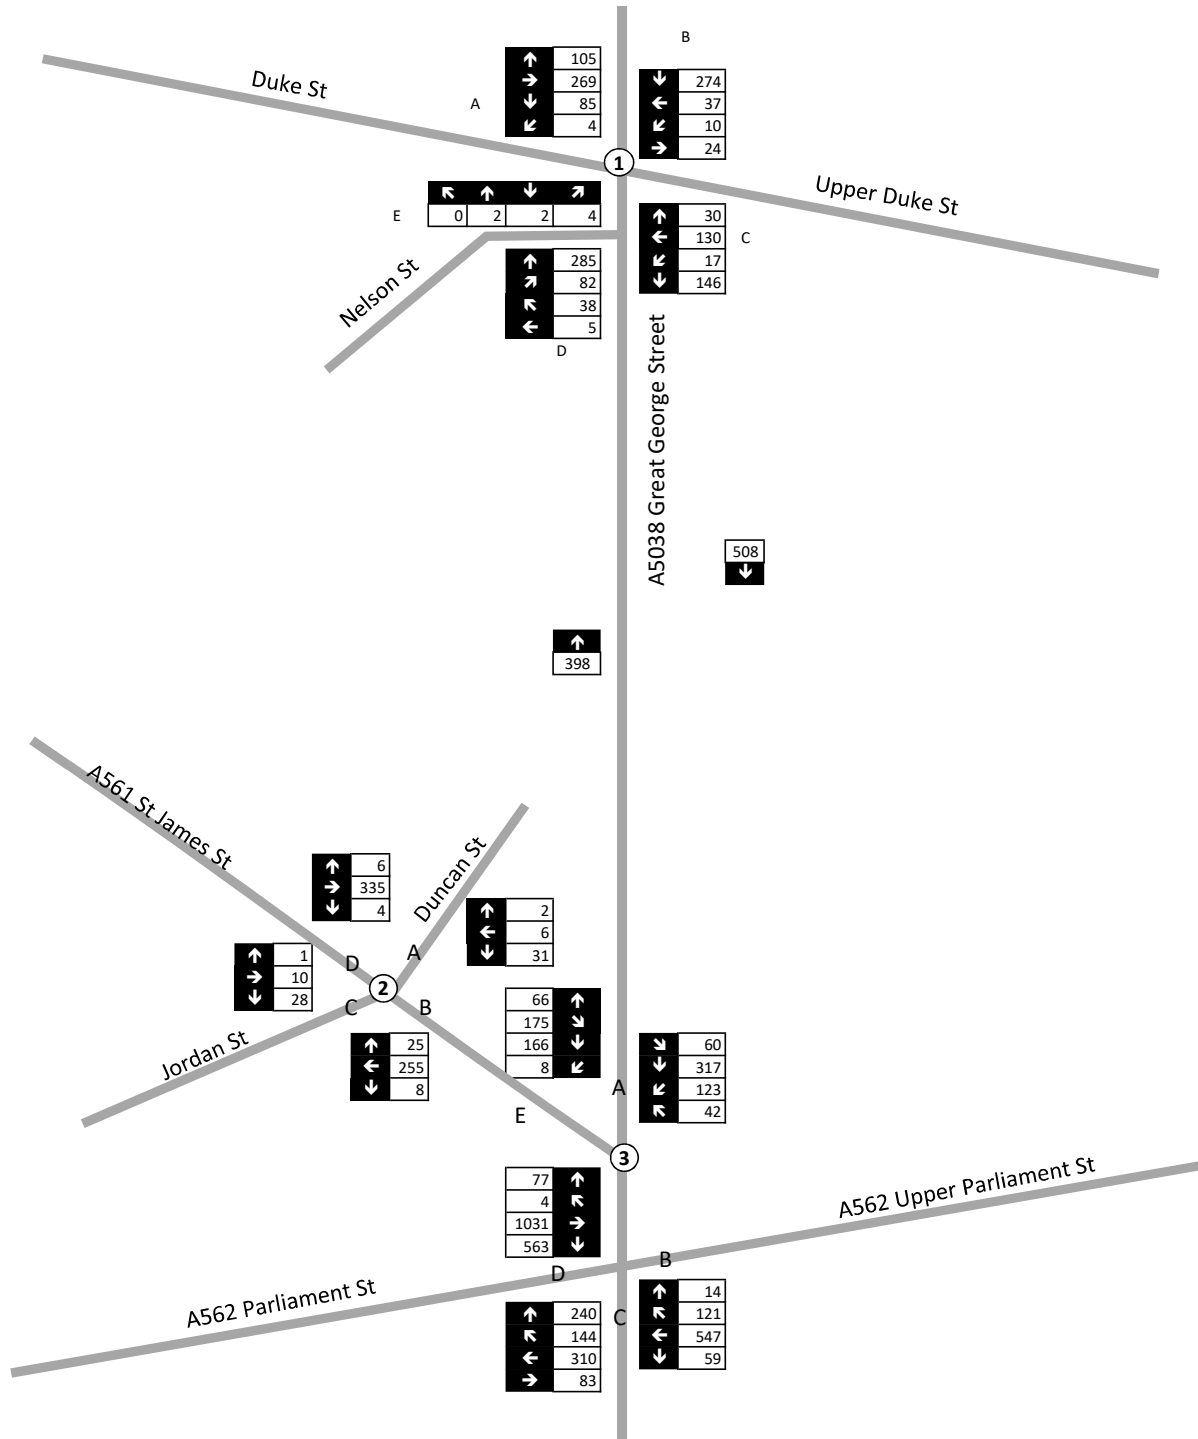 B
↑ 105
→ 269
A ↓ 85
↙ 4
↓ 274
← 37
↙ 10
→ 24
Duke St
1
Upper Duke St
↖ ↑ ↓ ↗
E 0 2 2 4
↑ 30
← 130 C
↙ 17
↓ 146
Nelson St
↑ 285
↗ 82
↖ 38
← 5
D
A5038 Great George Street
508
↓
↑
398
A561 St James St
Duncan St
↑ 6
→ 335
↓ 4
↑ 2
← 6
↓ 31
↑ 1
→ 10
↓ 28
D
A
2
C
B
Jordan St
↑ 25
← 255
↓ 8
66 ↑
175 ↘
166 ↓
8 ↙
↘ 60
↓ 317
↙ 123
↖ 42
A
E
3
77 ↑
4 ↖
1031 →
563 ↓
A562 Upper Parliament St
B
D
A562 Parliament St
↑ 240
↖ 144
← 310
→ 83
C
↑ 14
↖ 121
← 547
↓ 59